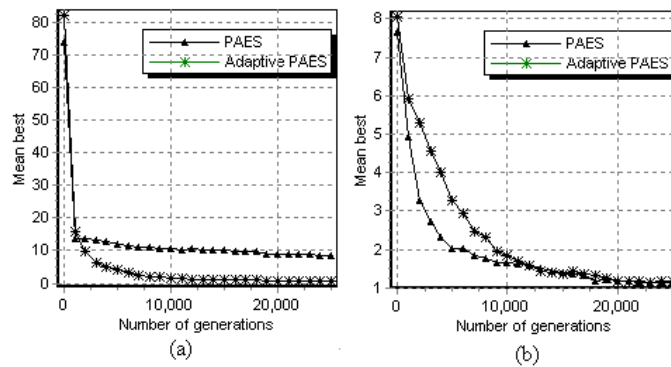 80
70
60
50
40
30
20
10
0
Mean best
PAES
Adaptive PAES
0
10,000
20,000
Number of generations
(a)
8
7
6
5
4
3
2
1
Mean best
PAES
Adaptive PAES
0
10,000
20,000
Number of generations
(b)